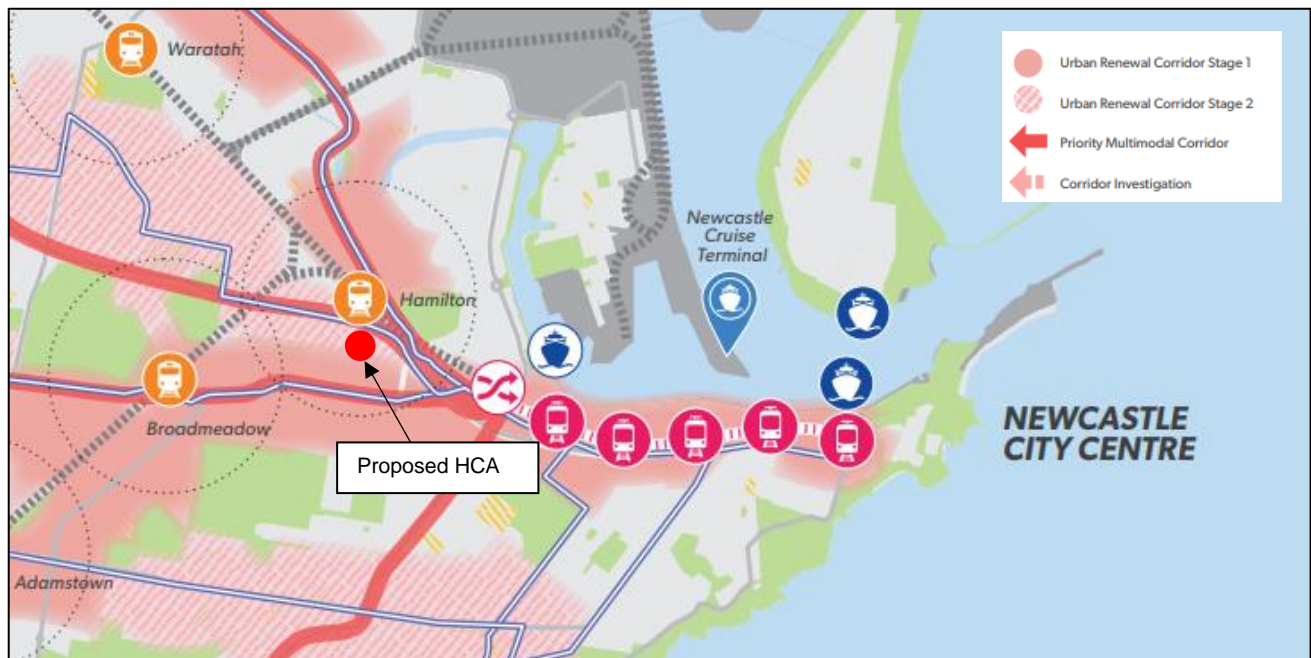 Waratah
Urban Renewal Corridor Stage 1
Urban Renewal Corridor Stage 2
Priority Multimodal Corridor
Corridor Investigation
Newcastle
Cruise
Terminal
Hamilton
Broadmeadow
NEWCASTLE
CITY CENTRE
Proposed HCA
Adamstown